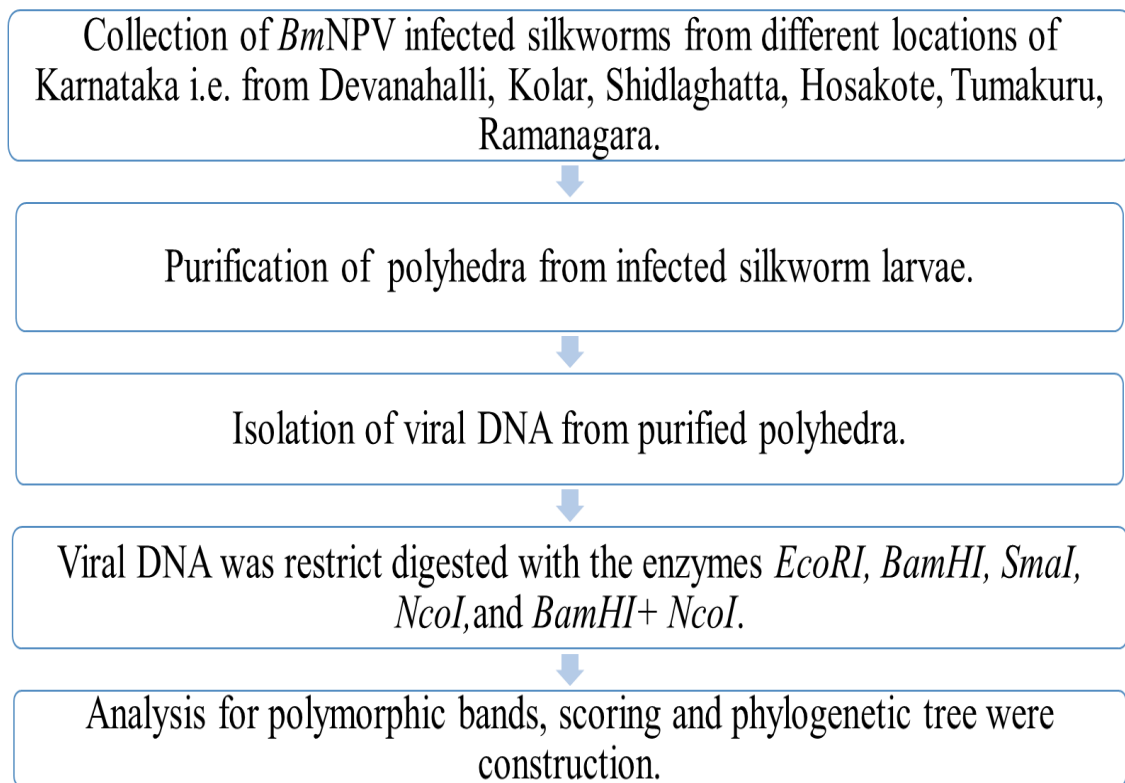 Collection of BmNPV infected silkworms from different locations of
Karnataka i.e. from Devanahalli, Kolar, Shidlaghatta, Hosakote, Tumakuru,
Ramanagara.
Purification of polyhedra from infected silkworm larvae.
Isolation of viral DNA from purified polyhedra.
Viral DNA was restrict digested with the enzymes EcoRI, BamHI, SmaI,
NcoI,and BamHI+ NcoI.
Analysis for polymorphic bands, scoring and phylogenetic tree were
construction.